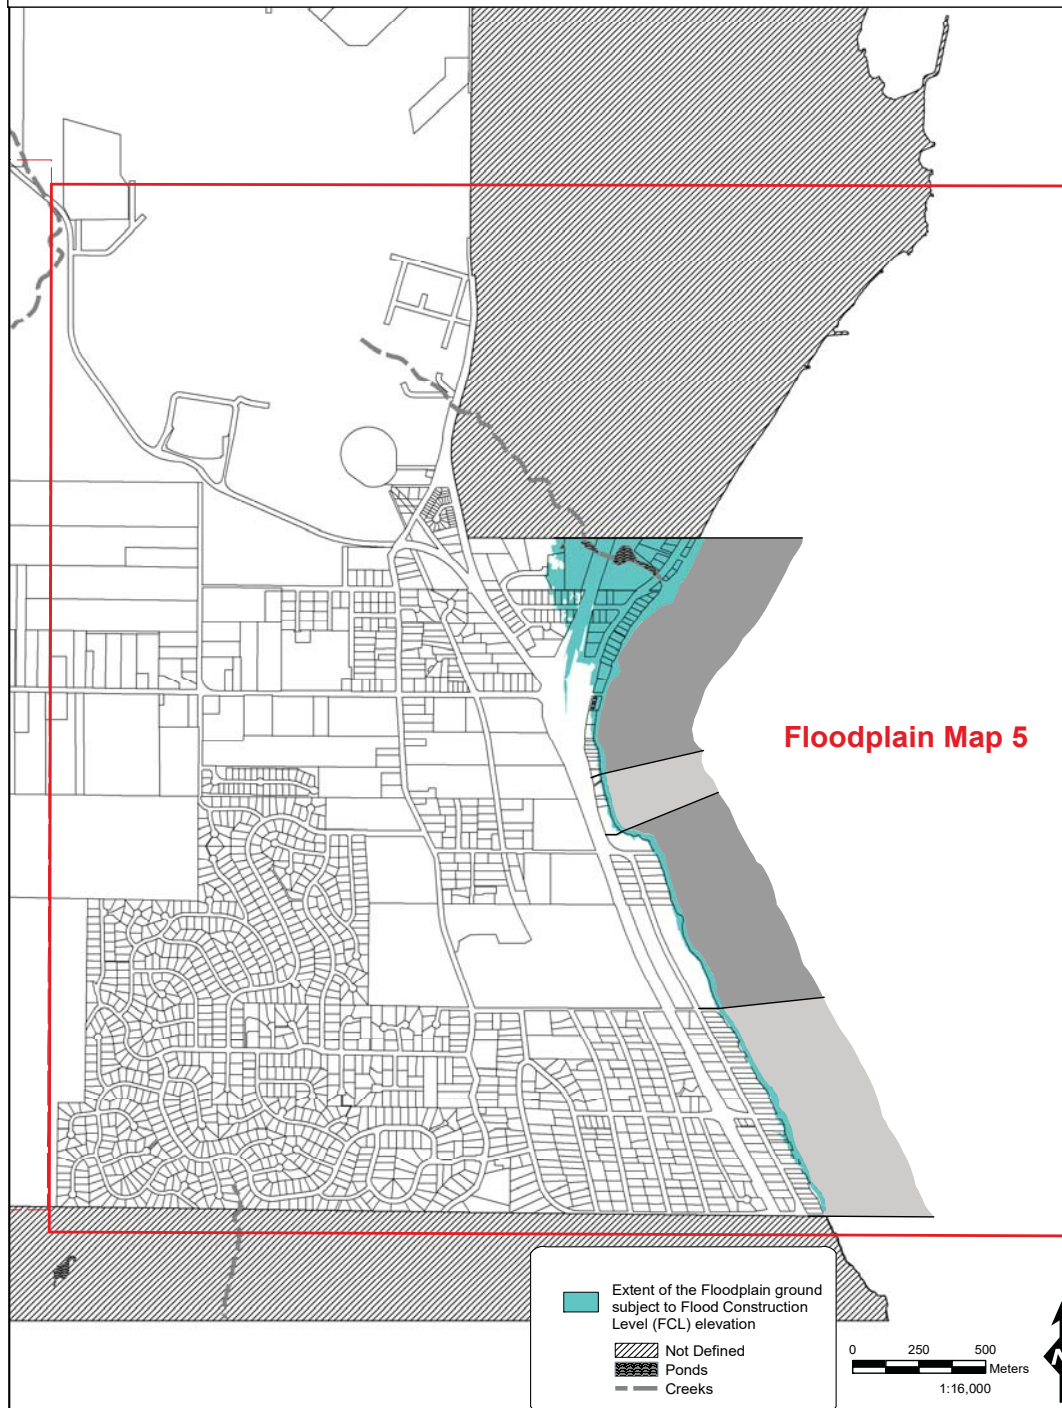 Floodplain Map 5
Extent of the Floodplain ground
subject to Flood Construction
Level (FCL) elevation
Not Defined
Ponds
Creeks
0 250 500
Meters
1:16,000
N